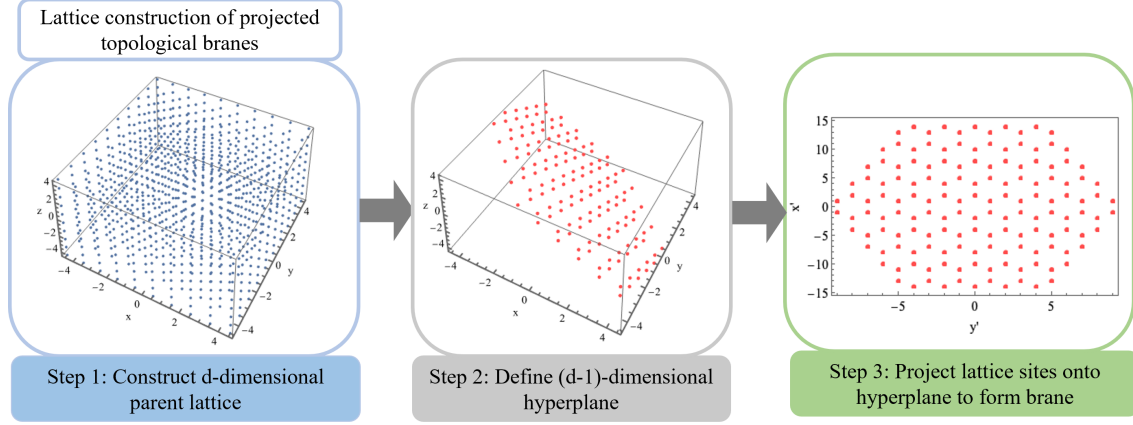 Lattice construction of projected
topological branes
4
2
z 0
−2
−4
−4
−2
0
x
2
4
−4
−2
0
y
2
4
Step 1: Construct d-dimensional
parent lattice
4
2
z 0
−2
−4
−4
−2
0
x
2
4
−4
−2
0
y
2
4
Step 2: Define (d-1)-dimensional
hyperplane
15
10
5
x' 0
−5
−10
−15
−5 0 5
y'
Step 3: Project lattice sites onto
hyperplane to form brane